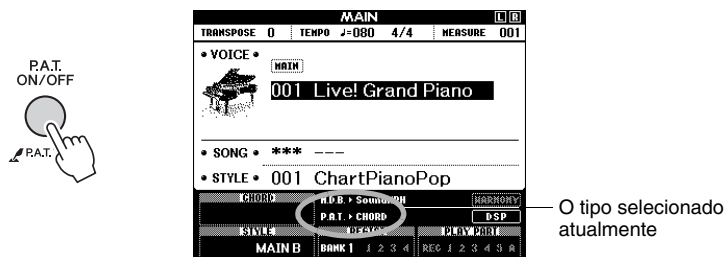 P.A.T.
ON/OFF
P.A.T.
MAIN
L R
TRANSPOSE 0 TEMPO ♩=080 4/4 MEASURE 001
VOICE
MAIN
001 Live! Grand Piano
SONG *** ---
STYLE 001 ChartPianoPop
CHORD
M.D.B. HARMONY
P.A.T. CHORD DSP
STYLE PLAY PART
MAIN B BANK 1 1 2 3 4 REC 1 2 3 4 5 A
O tipo selecionado
atualmente